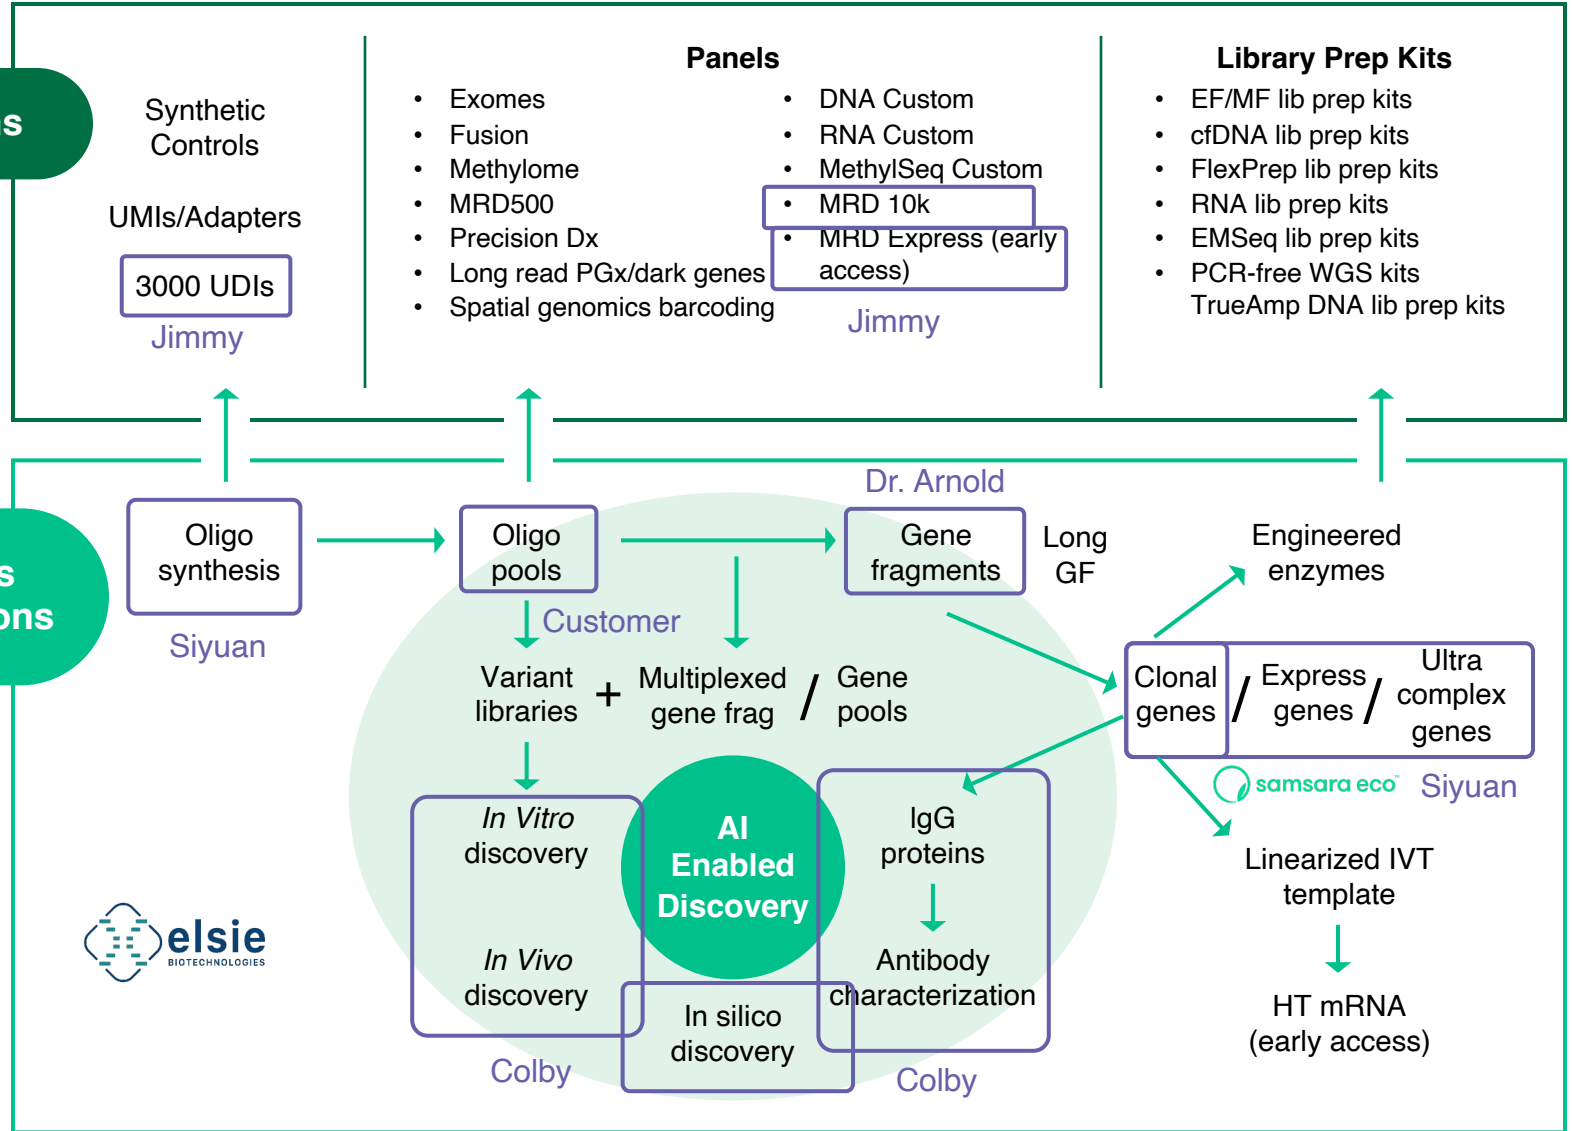 ns
Synthetic
Controls
UMIs/Adapters
3000 UDIs
Jimmy
Panels
• Exomes
• Fusion
• Methylome
• MRD500
• Precision Dx
• Long read PGx/dark genes
• Spatial genomics barcoding
• DNA Custom
• RNA Custom
• MethylSeq Custom
• MRD 10k
• MRD Express (early
access)
Jimmy
Library Prep Kits
• EF/MF lib prep kits
• cfDNA lib prep kits
• FlexPrep lib prep kits
• RNA lib prep kits
• EMSeq lib prep kits
• PCR-free WGS kits
TrueAmp DNA lib prep kits
s
ons
Oligo
synthesis
Siyuan
Oligo
pools
Customer
Dr. Arnold
Gene
fragments
Long
GF
Engineered
enzymes
Variant
libraries
+
Multiplexed
gene frag
/
Gene
pools
Clonal
genes
/
Express
genes
/
Ultra
complex
genes
samsara eco™
Siyuan
In Vitro
discovery
In Vivo
discovery
Colby
AI
Enabled
Discovery
In silico
discovery
IgG
proteins
Antibody
characterization
Colby
Linearized IVT
template
HT mRNA
(early access)
elsie
BIOTECHNOLOGIES